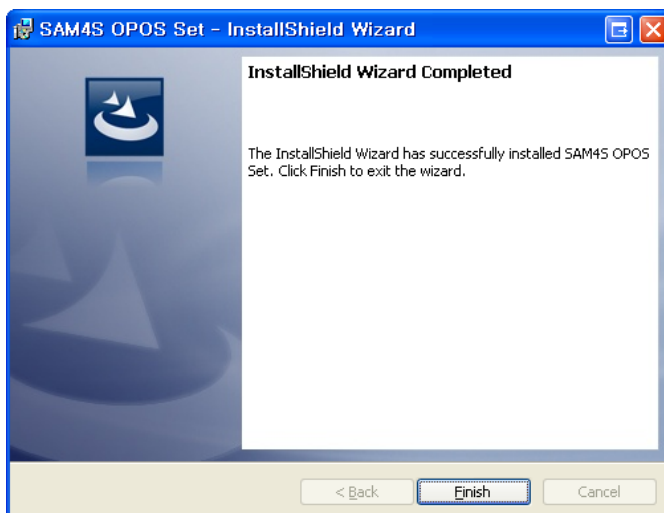 SAM4S OPOS Set - InstallShield Wizard
InstallShield Wizard Completed
The InstallShield Wizard has successfully installed SAM4S OPOS
Set. Click Finish to exit the wizard.
< Back
Finish
Cancel